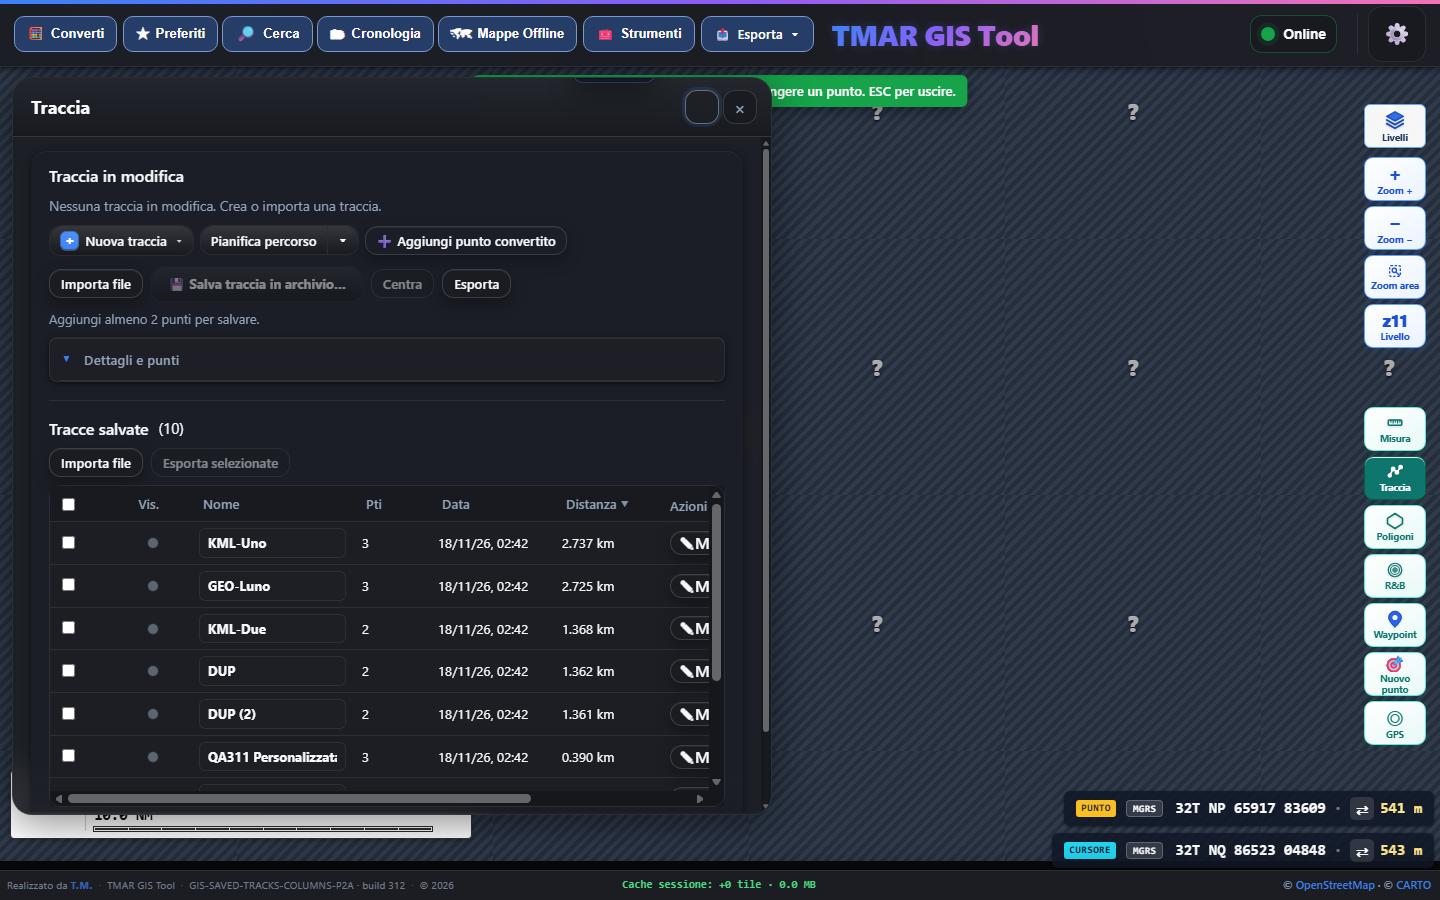 Converti
Preferiti
Cerca
Cronologia
Mappe Offline
Strumenti
Esporta
TMAR GIS Tool
Online
ngere un punto. ESC per uscire.
Traccia
×
Traccia in modifica
Nessuna traccia in modifica. Crea o importa una traccia.
Nuova traccia
Pianifica percorso
Aggiungi punto convertito
Importa file
Salva traccia in archivio...
Centra
Esporta
Aggiungi almeno 2 punti per salvare.
Dettagli e punti
Tracce salvate (10)
Importa file
Esporta selezionate
Vis. Nome Pti Data Distanza ▼ Azioni
KML-Uno 3 18/11/26, 02:42 2.737 km M
GEO-Luno 3 18/11/26, 02:42 2.725 km M
KML-Due 2 18/11/26, 02:42 1.368 km M
DUP 2 18/11/26, 02:42 1.362 km M
DUP (2) 2 18/11/26, 02:42 1.361 km M
QA311 Personalizzata 3 18/11/26, 02:42 0.390 km M
10.0 NM
? ?
? ? ?
? ?
Livelli
+
Zoom +
−
Zoom −
Zoom area
z11
Livello
Misura
Traccia
Poligoni
R&B
Waypoint
Nuovo
punto
GPS
PUNTO MGRS 32T NP 65917 83609 · ⇄ 541 m
CURSORE MGRS 32T NQ 86523 04848 · ⇄ 543 m
Realizzato da T.M. · TMAR GIS Tool · GIS-SAVED-TRACKS-COLUMNS-P2A · build 312 · © 2026
Cache sessione: +0 tile · 0.0 MB
© OpenStreetMap · © CARTO